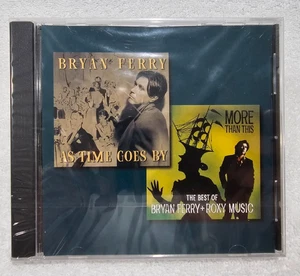 BRYAN FERRY
AS TIME GOES BY
MORE
THAN THIS
THE BEST OF
BRYAN FERRY + ROXY MUSIC